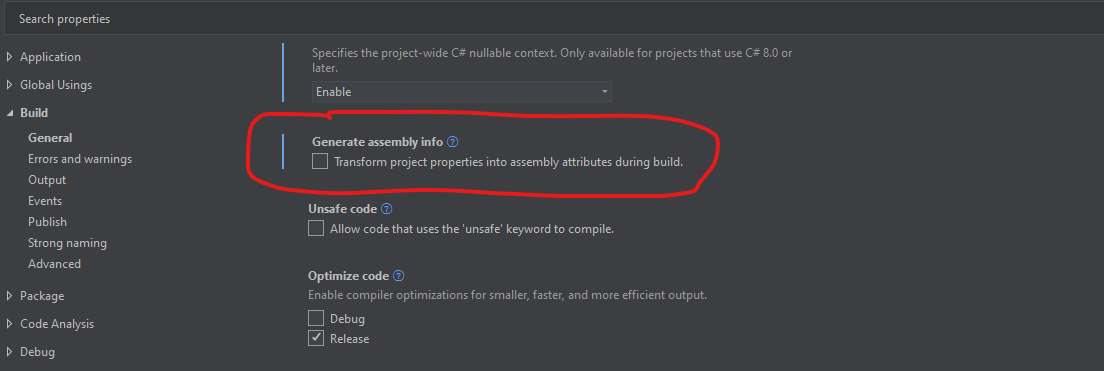 Search properties
Application
Global Usings
Build
General
Errors and warnings
Output
Events
Publish
Strong naming
Advanced
Package
Code Analysis
Debug
Specifies the project-wide C# nullable context. Only available for projects that use C# 8.0 or
later.
Enable
Generate assembly info ?
Transform project properties into assembly attributes during build.
Unsafe code ?
Allow code that uses the 'unsafe' keyword to compile.
Optimize code ?
Enable compiler optimizations for smaller, faster, and more efficient output.
Debug
Release